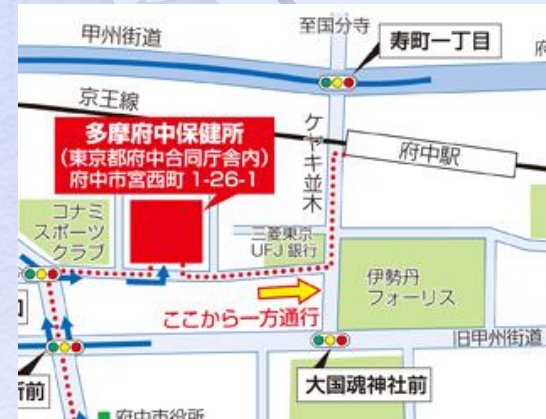 甲州街道
至国分寺
寿町一丁目
府
京王線
多摩府中保健所
(東京都府中合同庁舎内)
府中市宮西町 1-26-1
ケヤキ並木
府中駅
コナミ
スポーツ
クラブ
三菱東京
UFJ 銀行
伊勢丹
フォーリス
ここから一方通行
旧甲州街道
前
大国魂神社前
府中市役所